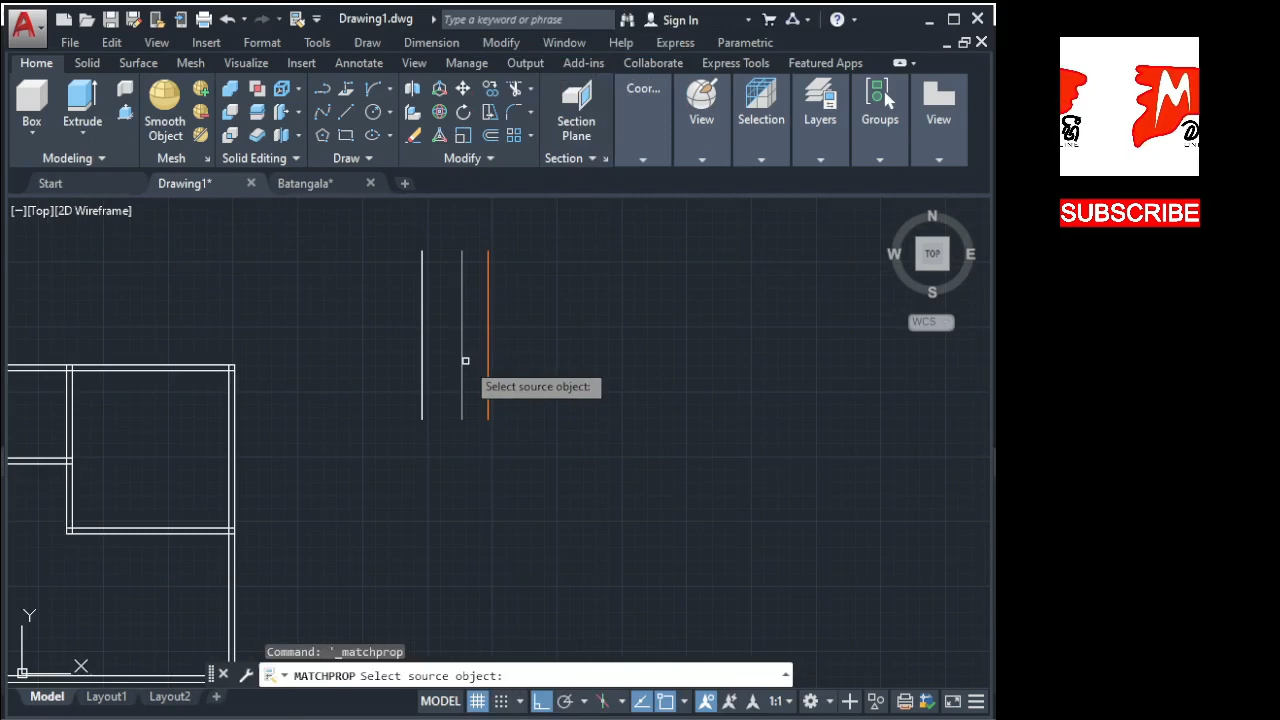 Drawing1.dwg
Type a keyword or phrase
Sign In
File Edit View Insert Format Tools Draw Dimension Modify Window Help Express Parametric
Home Solid Surface Mesh Visualize Insert Annotate View Manage Output Add-ins Collaborate Express Tools Featured Apps
Box
Extrude
Smooth
Object
Section
Plane
Coor...
View
Selection
Layers
Groups
View
Modeling
Mesh
Solid Editing
Draw
Modify
Section
Start
Drawing1*
Batangala*
[−][Top][2D Wireframe]
N
W
TOP
E
S
WCS
SUBSCRIBE
Select source object:
Y
X
Command: '_matchprop
MATCHPROP Select source object:
Model
Layout1
Layout2
MODEL
1:1